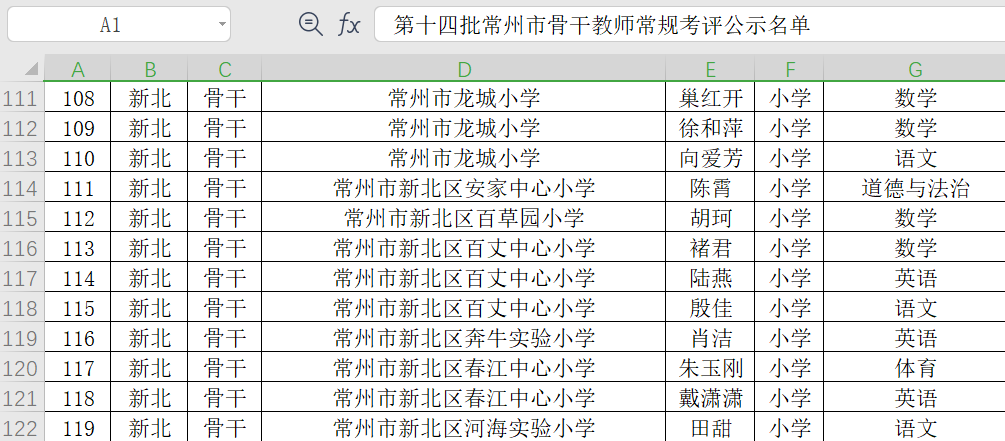 A1 fx 第十四批常州市骨干教师常规考评公示名单
A B C D E F G
111 108 新北 骨干 常州市龙城小学 巢红开 小学 数学
112 109 新北 骨干 常州市龙城小学 徐和萍 小学 数学
113 110 新北 骨干 常州市龙城小学 向爱芳 小学 语文
114 111 新北 骨干 常州市新北区安家中心小学 陈霄 小学 道德与法治
115 112 新北 骨干 常州市新北区百草园小学 胡珂 小学 数学
116 113 新北 骨干 常州市新北区百丈中心小学 褚君 小学 数学
117 114 新北 骨干 常州市新北区百丈中心小学 陆燕 小学 英语
118 115 新北 骨干 常州市新北区百丈中心小学 殷佳 小学 语文
119 116 新北 骨干 常州市新北区奔牛实验小学 肖洁 小学 英语
120 117 新北 骨干 常州市新北区春江中心小学 朱玉刚 小学 体育
121 118 新北 骨干 常州市新北区春江中心小学 戴潇潇 小学 英语
122 119 新北 骨干 常州市新北区河海实验小学 田甜 小学 语文